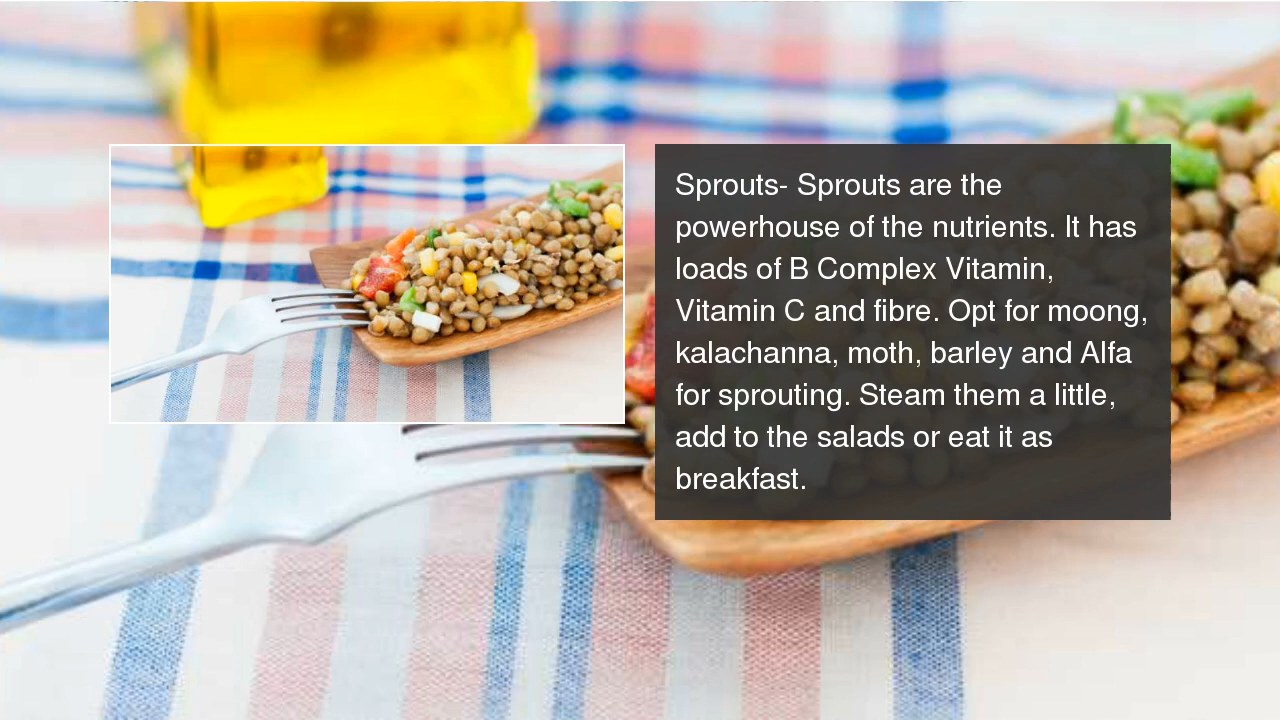 Sprouts- Sprouts are the
powerhouse of the nutrients. It has
loads of B Complex Vitamin,
Vitamin C and fibre. Opt for moong,
kalachanna, moth, barley and Alfa
for sprouting. Steam them a little,
add to the salads or eat it as
breakfast.